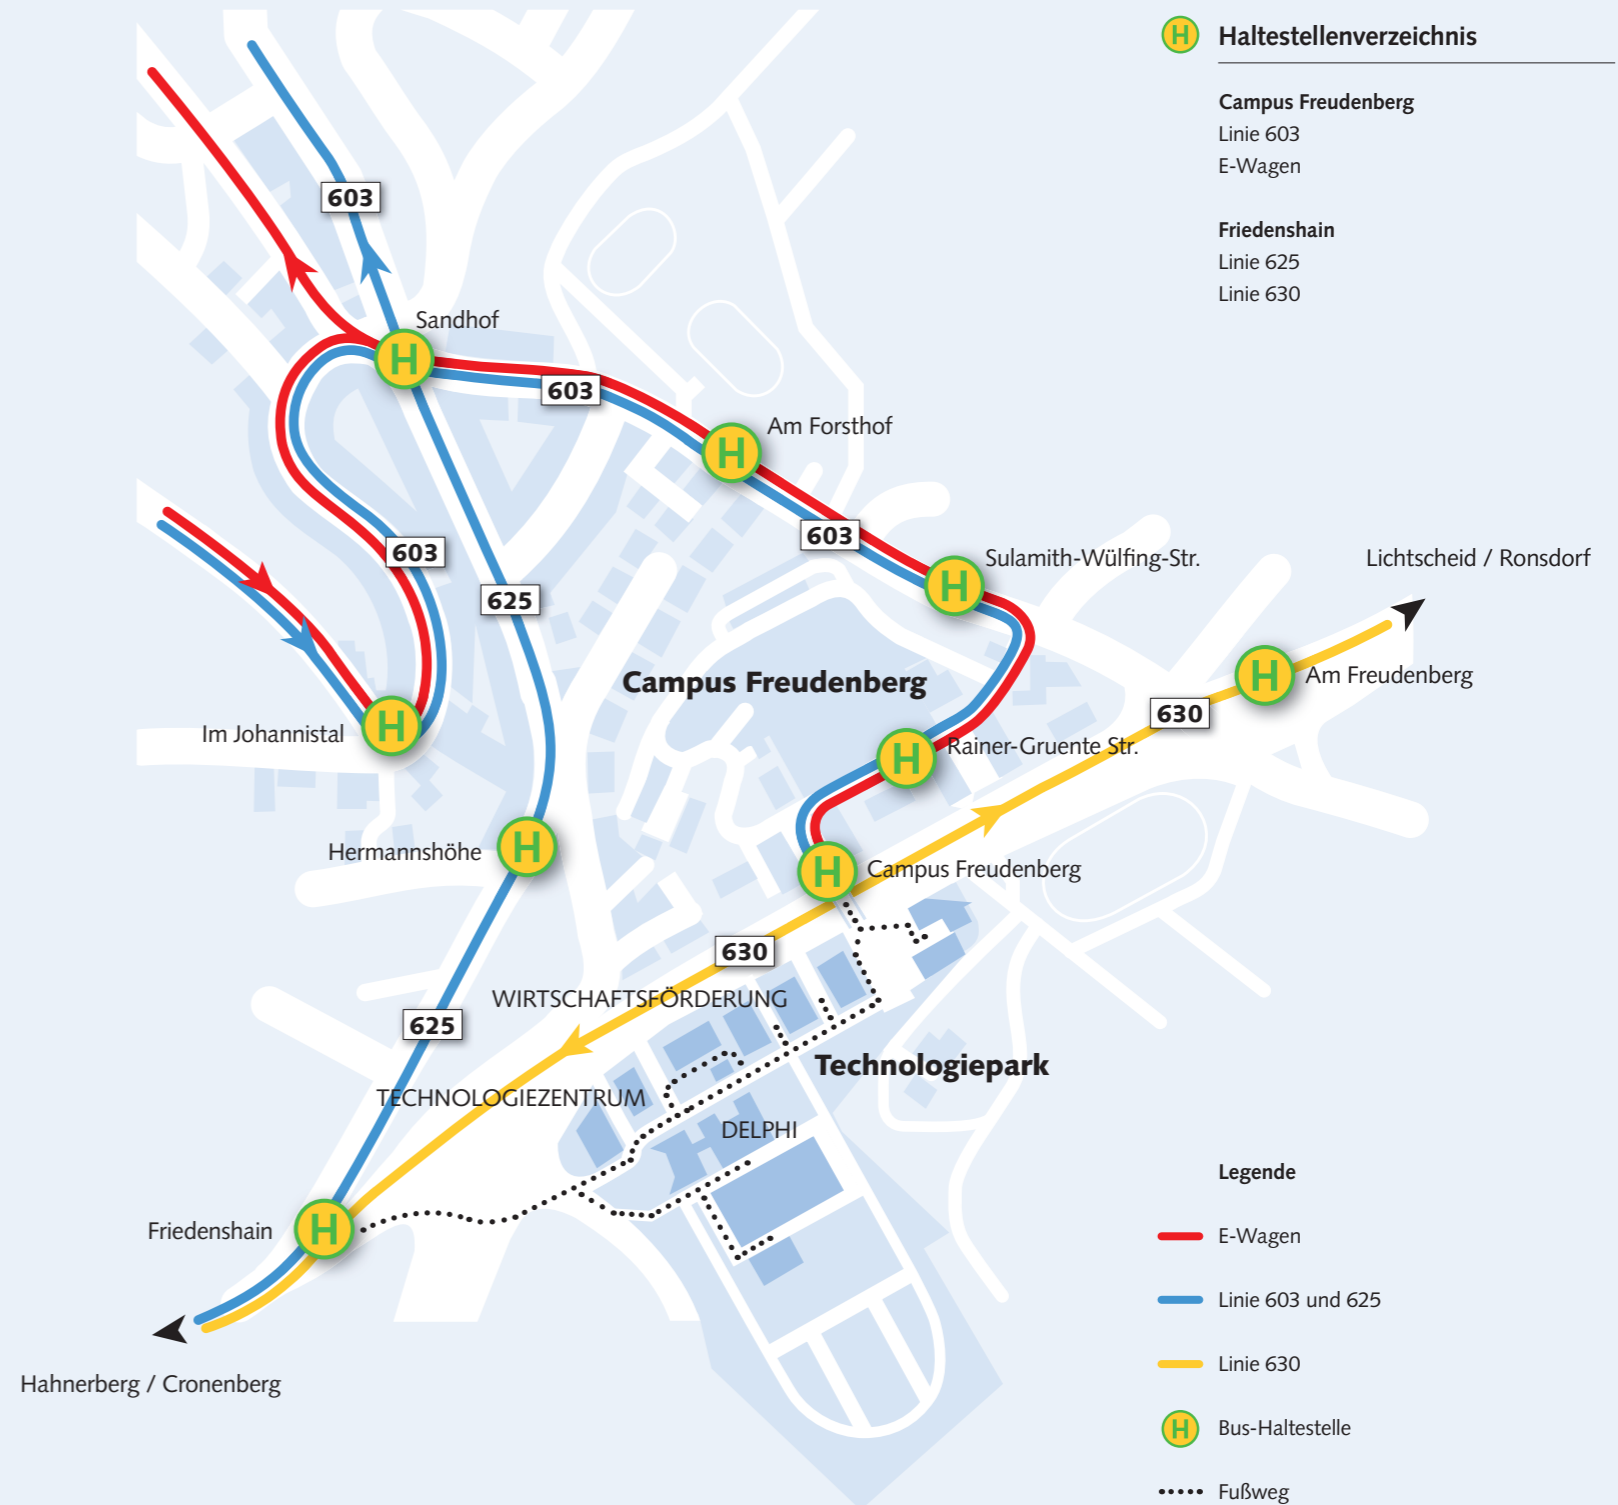 H Haltestellenverzeichnis
Campus Freudenberg
Linie 603
E-Wagen
Friedenshain
Linie 625
Linie 630
603
Sandhof
H
603
Am Forsthof
H
603
603
Sulamith-Wülfing-Str.
H
Lichtscheid / Ronsdorf
625
H
Am Freudenberg
Campus Freudenberg
630
Im Johannistal
H
Rainer-Gruente Str.
H
Hermannshöhe
H
H
Campus Freudenberg
630
WIRTSCHAFTSFÖRDERUNG
625
Technologiepark
TECHNOLOGIEZENTRUM
DELPHI
Friedenshain
H
Hahnerberg / Cronenberg
Legende
E-Wagen
Linie 603 und 625
Linie 630
H Bus-Haltestelle
Fußweg